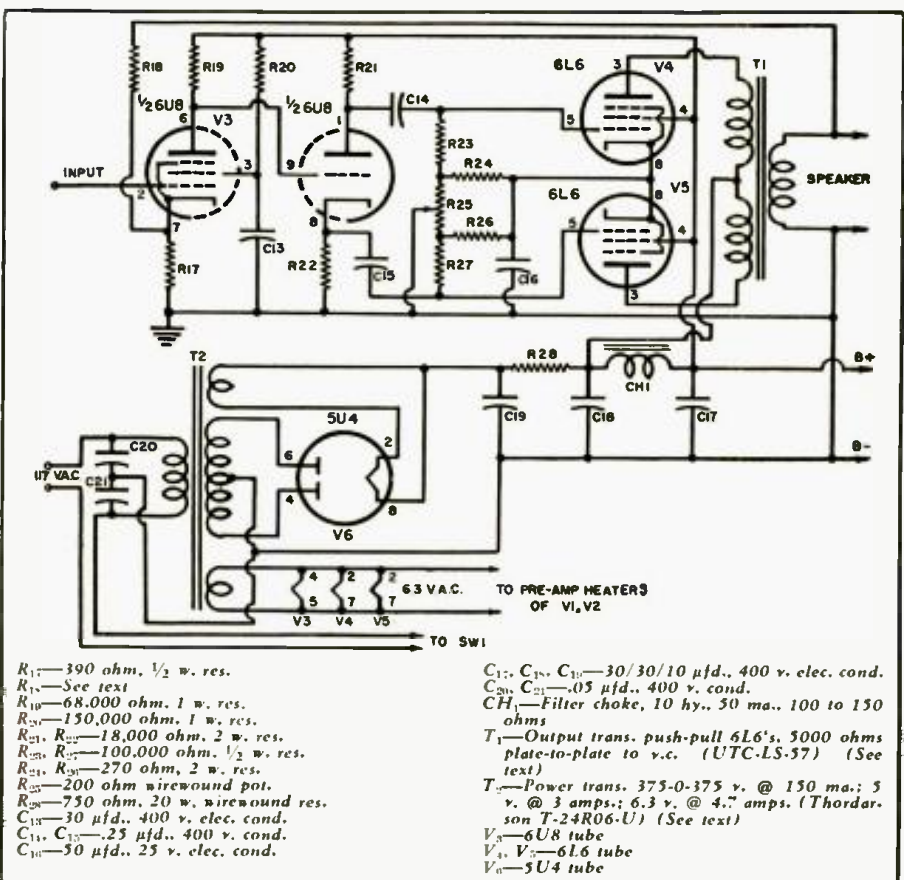 R18
R19
R20
R21
½6U8
V3
½6U8
C14
6L6
V4
T1
6
1
3
5
4
2
3
9
8
7
8
INPUT
R23
R24
R25
R26
R27
6L6
V5
8
5
4
3
SPEAKER
R17
C13
R22
C15
C16
T2
R28
CH1
B+
C19
C18
C17
B-
C20
C21
117 V.A.C
5U4
6
4
2
8
V6
4
5
2
7
2
7
6.3 V.A.C.
V3
V4
V5
TO PRE-AMP HEATERS
OF V1, V2
TO SW1
R17—390 ohm, ½ w. res.
R18—See text
R19—68,000 ohm, 1 w. res.
R20—150,000 ohm, 1 w. res.
R21, R22—18,000 ohm, 2 w. res.
R23, R27—100,000 ohm, ½ w. res.
R24, R26—270 ohm, 2 w. res.
R25—200 ohm wirewound pot.
R28—750 ohm, 20 w. wirewound res.
C13—30 µfd., 400 v. elec. cond.
C14, C15—.25 µfd., 400 v. cond.
C16—50 µfd., 25 v. elec. cond.
C17, C18, C19—30/30/10 µfd., 400 v. elec. cond.
C20, C21—.05 µfd., 400 v. cond.
CH1—Filter choke, 10 hy., 50 ma., 100 to 150
ohms
T1—Output trans. push-pull 6L6's, 5000 ohms
plate-to-plate to v.c. (UTC-LS-57) (See
text)
T2—Power trans. 375-0-375 v. @ 150 ma.; 5
v. @ 3 amps.; 6.3 v. @ 4.7 amps. (Thordar-
son T-24R06-U) (See text)
V3—6U8 tube
V4, V5—6L6 tube
V6—5U4 tube